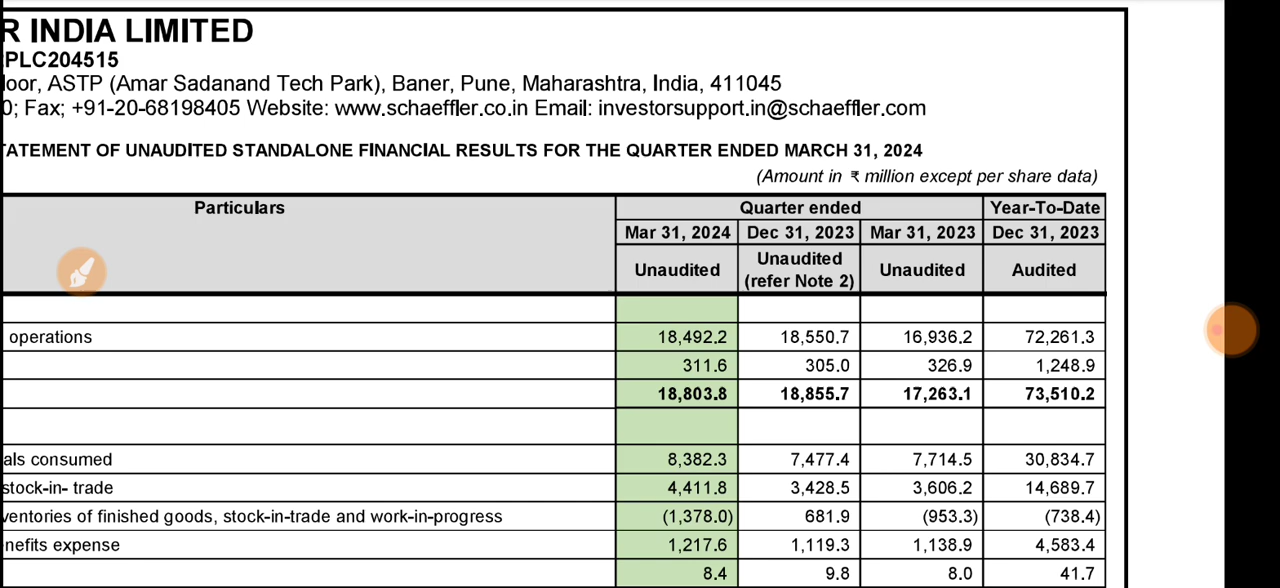 R INDIA LIMITED
PLC204515
loor, ASTP (Amar Sadanand Tech Park), Baner, Pune, Maharashtra, India, 411045
0; Fax; +91-20-68198405 Website: www.schaeffler.co.in Email: investorsupport.in@schaeffler.com
TATEMENT OF UNAUDITED STANDALONE FINANCIAL RESULTS FOR THE QUARTER ENDED MARCH 31, 2024
(Amount in ₹ million except per share data)
Particulars Quarter ended Year-To-Date
Mar 31, 2024 Dec 31, 2023 Mar 31, 2023 Dec 31, 2023
Unaudited Unaudited (refer Note 2) Unaudited Audited
operations 18,492.2 18,550.7 16,936.2 72,261.3
311.6 305.0 326.9 1,248.9
18,803.8 18,855.7 17,263.1 73,510.2
als consumed 8,382.3 7,477.4 7,714.5 30,834.7
stock-in- trade 4,411.8 3,428.5 3,606.2 14,689.7
ventories of finished goods, stock-in-trade and work-in-progress (1,378.0) 681.9 (953.3) (738.4)
nefits expense 1,217.6 1,119.3 1,138.9 4,583.4
8.4 9.8 8.0 41.7